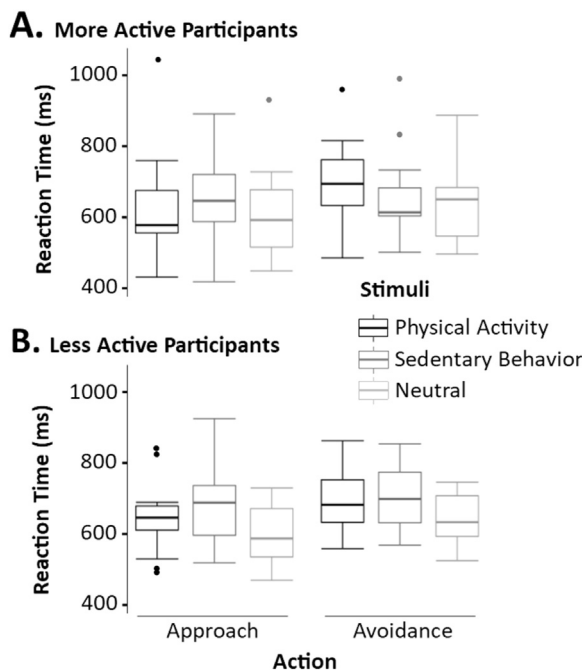 A. More Active Participants
Reaction Time (ms)
1000
800
600
400
Stimuli
Physical Activity
Sedentary Behavior
Neutral
B. Less Active Participants
Reaction Time (ms)
1000
800
600
400
Approach
Avoidance
Action